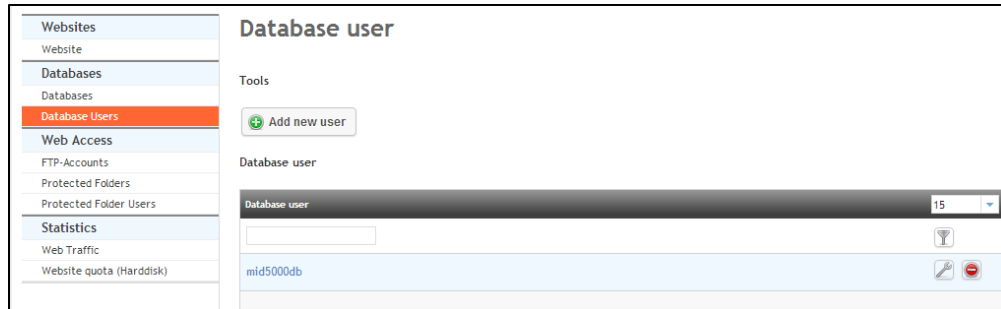 Websites
Website
Databases
Databases
Database Users
Web Access
FTP-Accounts
Protected Folders
Protected Folder Users
Statistics
Web Traffic
Website quota (Harddisk)
Database user
Tools
Add new user
Database user
Database user 15
mid5000db